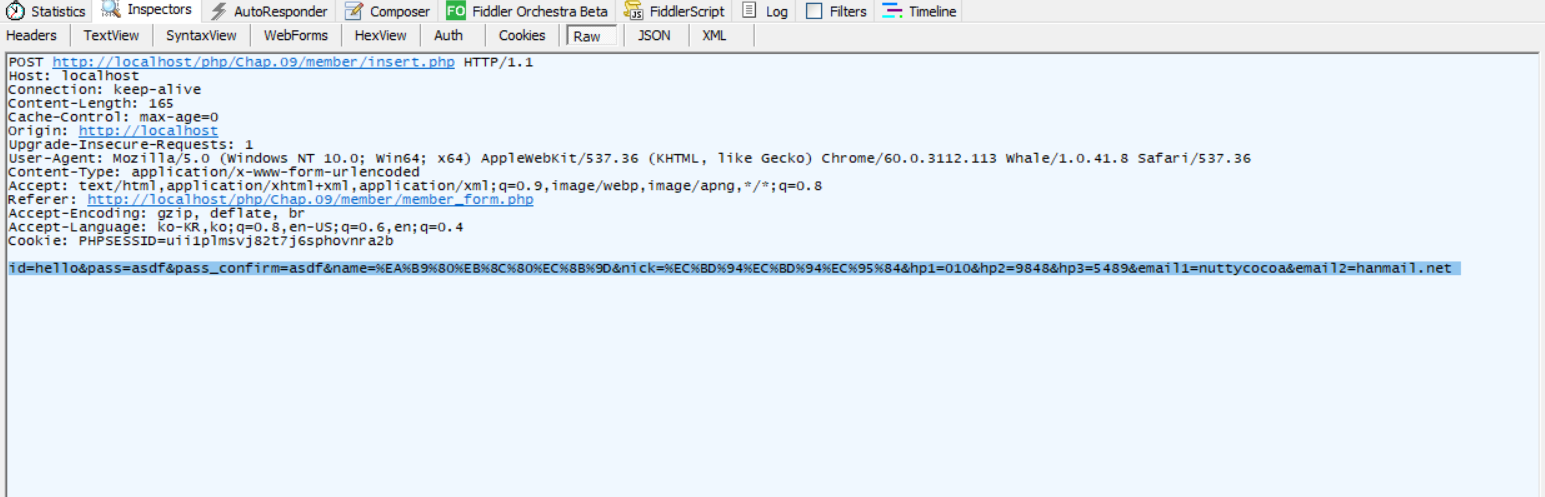 Statistics Inspectors AutoResponder Composer FO Fiddler Orchestra Beta FiddlerScript Log Filters Timeline
Headers TextView SyntaxView WebForms HexView Auth Cookies Raw JSON XML
POST http://localhost/php/Chap.09/member/insert.php HTTP/1.1
Host: localhost
Connection: keep-alive
Content-Length: 165
Cache-Control: max-age=0
Origin: http://localhost
Upgrade-Insecure-Requests: 1
User-Agent: Mozilla/5.0 (Windows NT 10.0; Win64; x64) AppleWebKit/537.36 (KHTML, like Gecko) Chrome/60.0.3112.113 Whale/1.0.41.8 Safari/537.36
Content-Type: application/x-www-form-urlencoded
Accept: text/html,application/xhtml+xml,application/xml;q=0.9,image/webp,image/apng,*/*;q=0.8
Referer: http://localhost/php/Chap.09/member/member_form.php
Accept-Encoding: gzip, deflate, br
Accept-Language: ko-KR,ko;q=0.8,en-US;q=0.6,en;q=0.4
Cookie: PHPSESSID=uii1plmsvj82t7j6sphovnra2b
id=hello&pass=asdf&pass_confirm=asdf&name=%EA%B9%80%EB%8C%80%EC%8B%9D&nick=%EC%BD%94%EC%BD%94%EC%95%84&hp1=010&hp2=9848&hp3=5489&email1=nuttycocoa&email2=hanmail.net